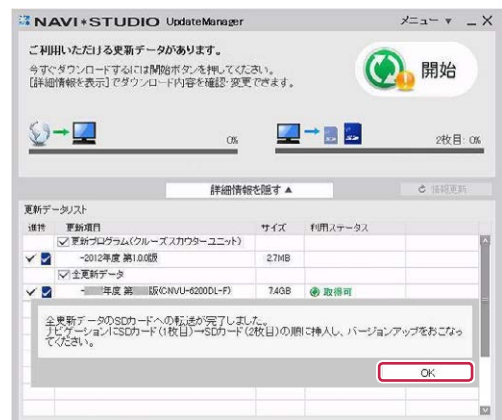 NAVI*STUDIO UpdateManager
メニュー ▼ _ X
ご利用いただける更新データがあります。
今すぐダウンロードするには開始ボタンを押してください。
[詳細情報を表示]でダウンロード内容を確認・変更できます。
開始
0%
2枚目: 0%
詳細情報を隠す ▲
情報更新
更新データリスト
進捗 更新項目 サイズ 利用ステータス
更新プログラム(クルーズスカウターユニット)
-2012年度 第1.0.0版 2.7MB
全更新データ
- 年度 第 版(CNVU-6200DL-F) 7.4GB 取得可
全更新データのSDカードへの転送が完了しました。
ナビゲーションにSDカード(1枚目)→SDカード(2枚目)の順に挿入し、バージョンアップをおこなっ
てください。
OK